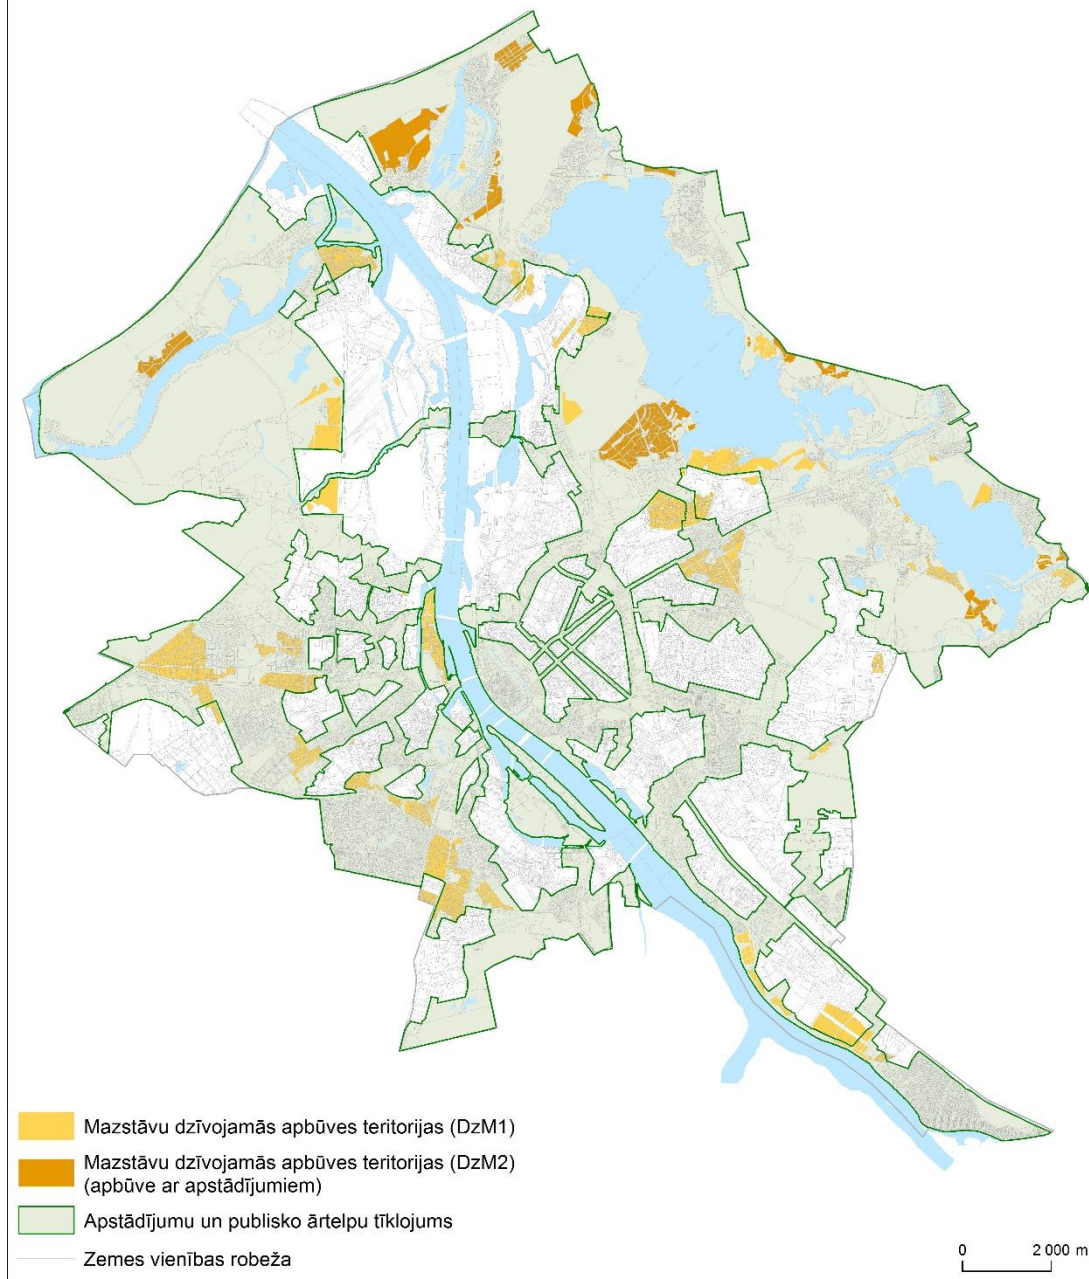 Mazstāvu dzīvojamās apbūves teritorijas (DzM1)
Mazstāvu dzīvojamās apbūves teritorijas (DzM2)
(apbūve ar apstādījumiem)
Apstādījumu un publisko ārtelpu tīklojums
Zemes vienības robeža
0 2 000 m